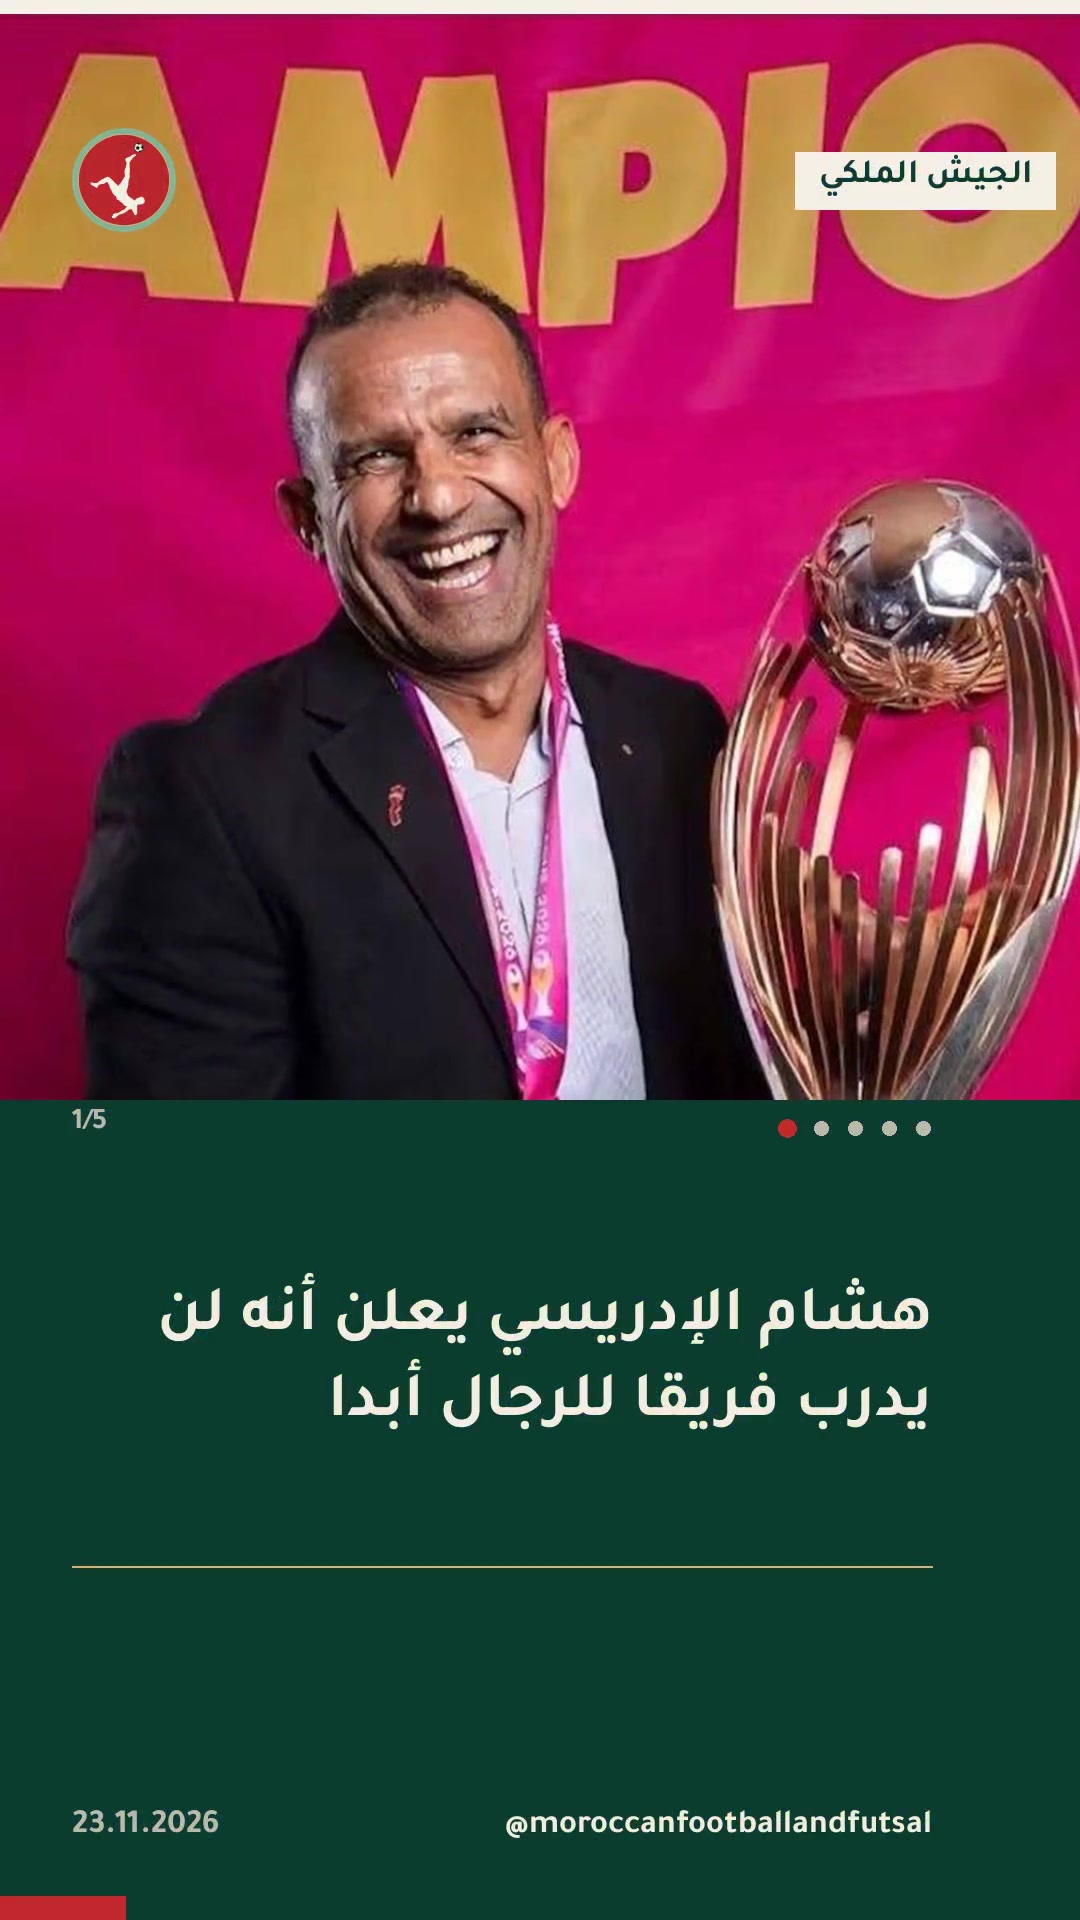 AMPIO
الجيش الملكي
1/5
هشام الإدريسي يعلن أنه لن
يدرب فريقا للرجال أبدا
23.11.2026
@moroccanfootballandfutsal